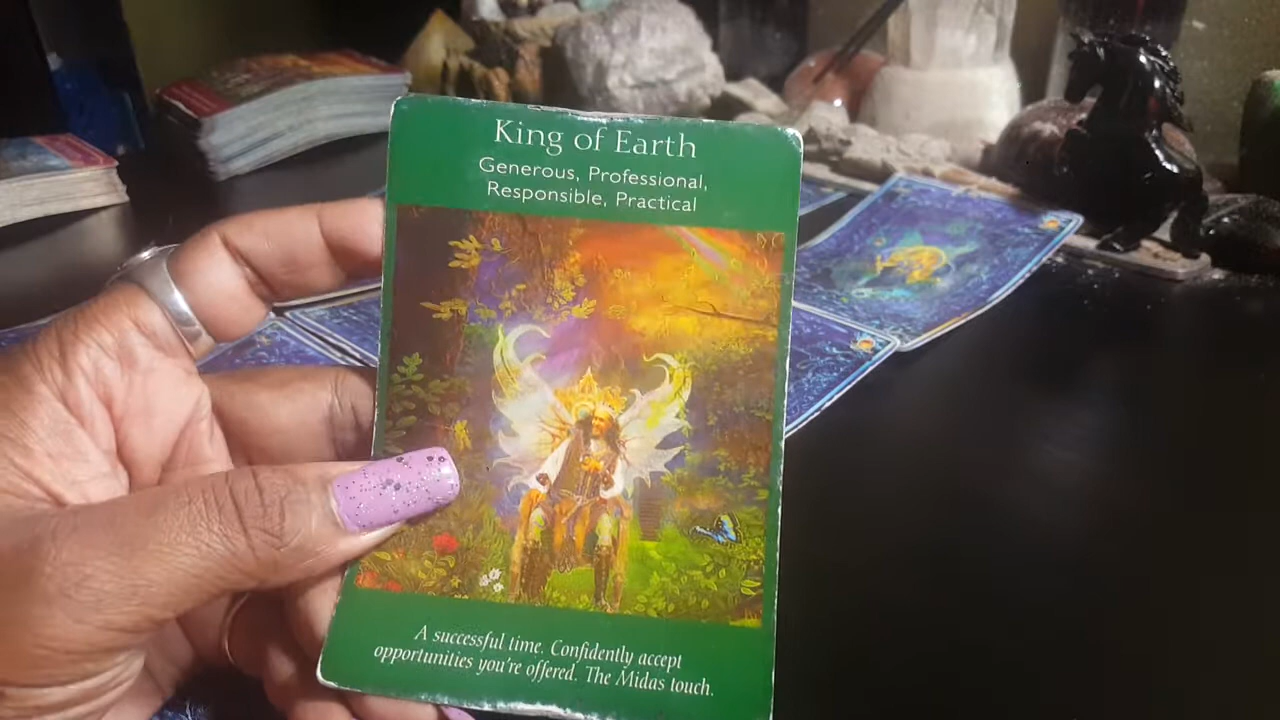 King of Earth
Generous, Professional,
Responsible, Practical
A successful time. Confidently accept
opportunities you're offered. The Midas touch.